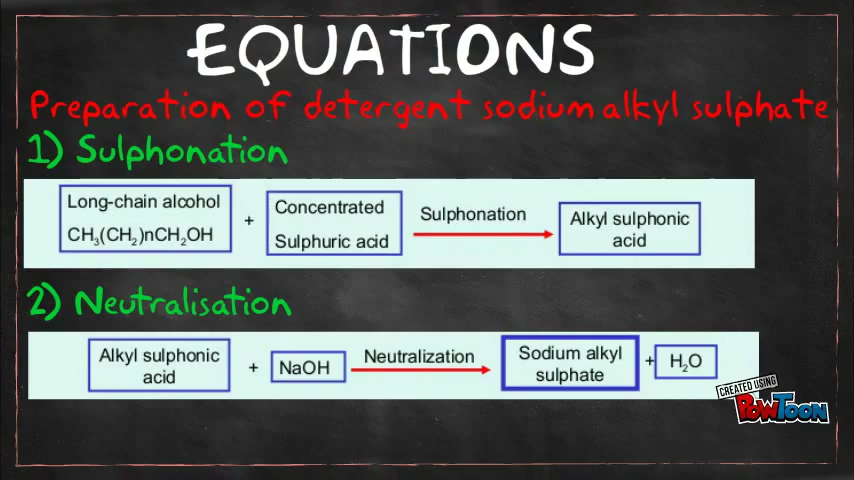 EQUATIONS
Preparation of detergent sodium alkyl sulphate
1) Sulphonation
Long-chain alcohol
CH₃(CH₂)nCH₂OH
+
Concentrated
Sulphuric acid
Sulphonation
Alkyl sulphonic
acid
2) Neutralisation
Alkyl sulphonic
acid
+
NaOH
Neutralization
Sodium alkyl
sulphate
+
H₂O
CREATED USING
POWTOON